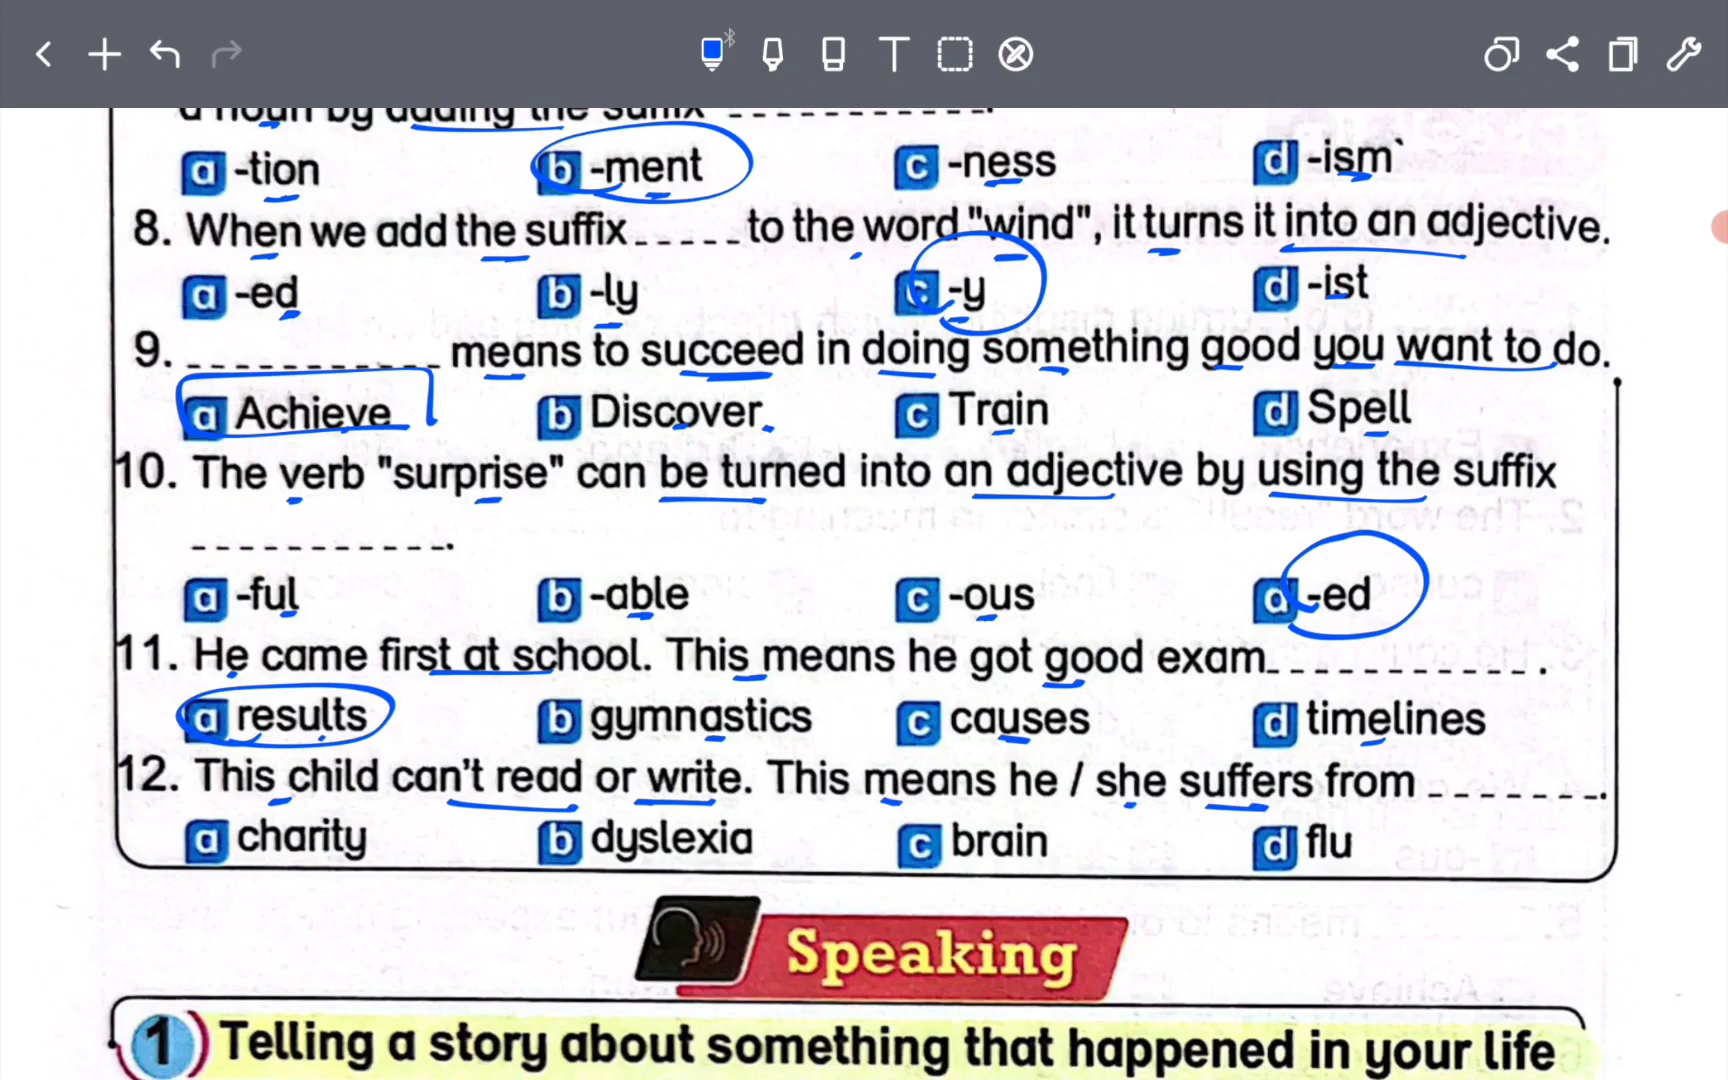 a noun by adding the suffix -----------.
a -tion b -ment c -ness d -ism`
8. When we add the suffix ----- to the word "wind", it turns it into an adjective.
a -ed b -ly c -y d -ist
9. ----------- means to succeed in doing something good you want to do.
a Achieve b Discover. c Train d Spell
10. The verb "surprise" can be turned into an adjective by using the suffix
-----------.
a -ful b -able c -ous d -ed
11. He came first at school. This means he got good exam ------------.
a results b gymnastics c causes d timelines
12. This child can't read or write. This means he / she suffers from -------.
a charity b dyslexia c brain d flu
Speaking
1 Telling a story about something that happened in your life